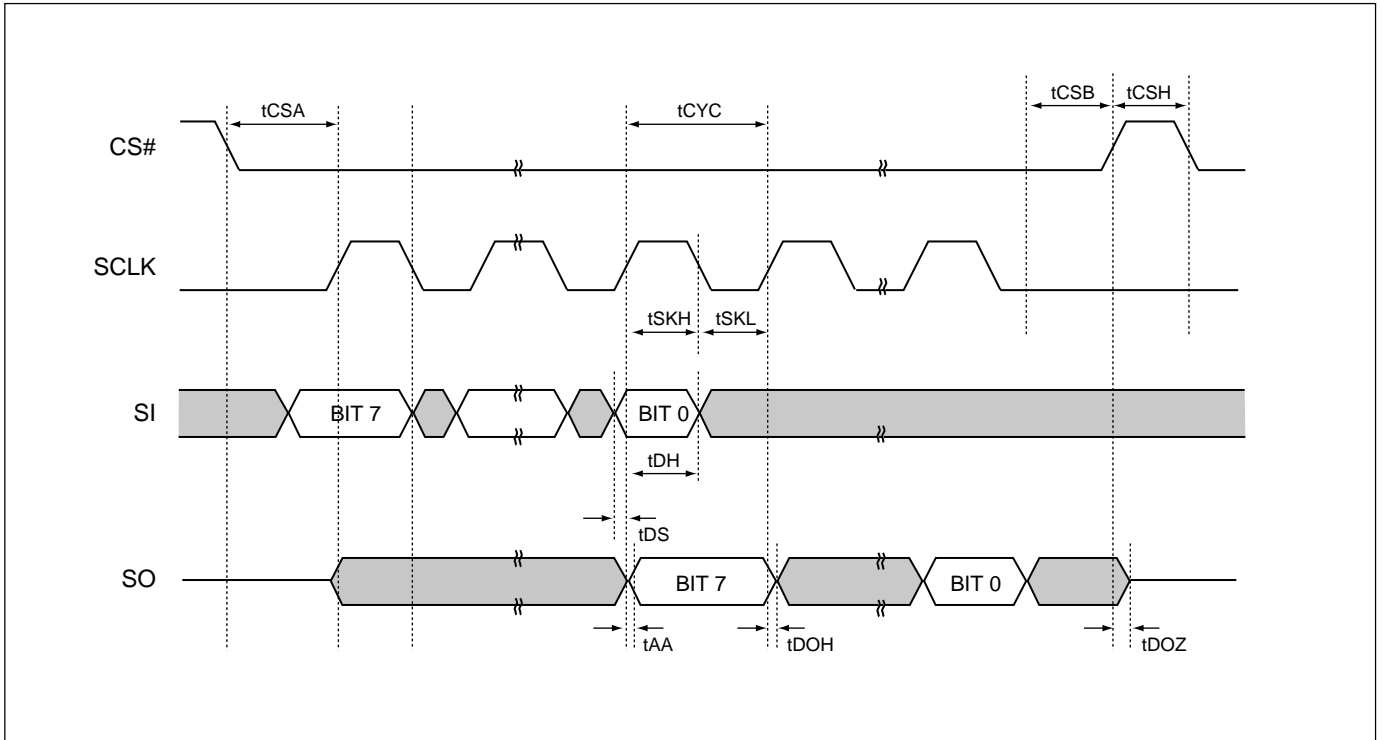 tCSA
tCYC
tCSB
tCSH
CS#
SCLK
tSKH
tSKL
SI
BIT 7
BIT 0
tDH
tDS
SO
BIT 7
BIT 0
tAA
tDOH
tDOZ